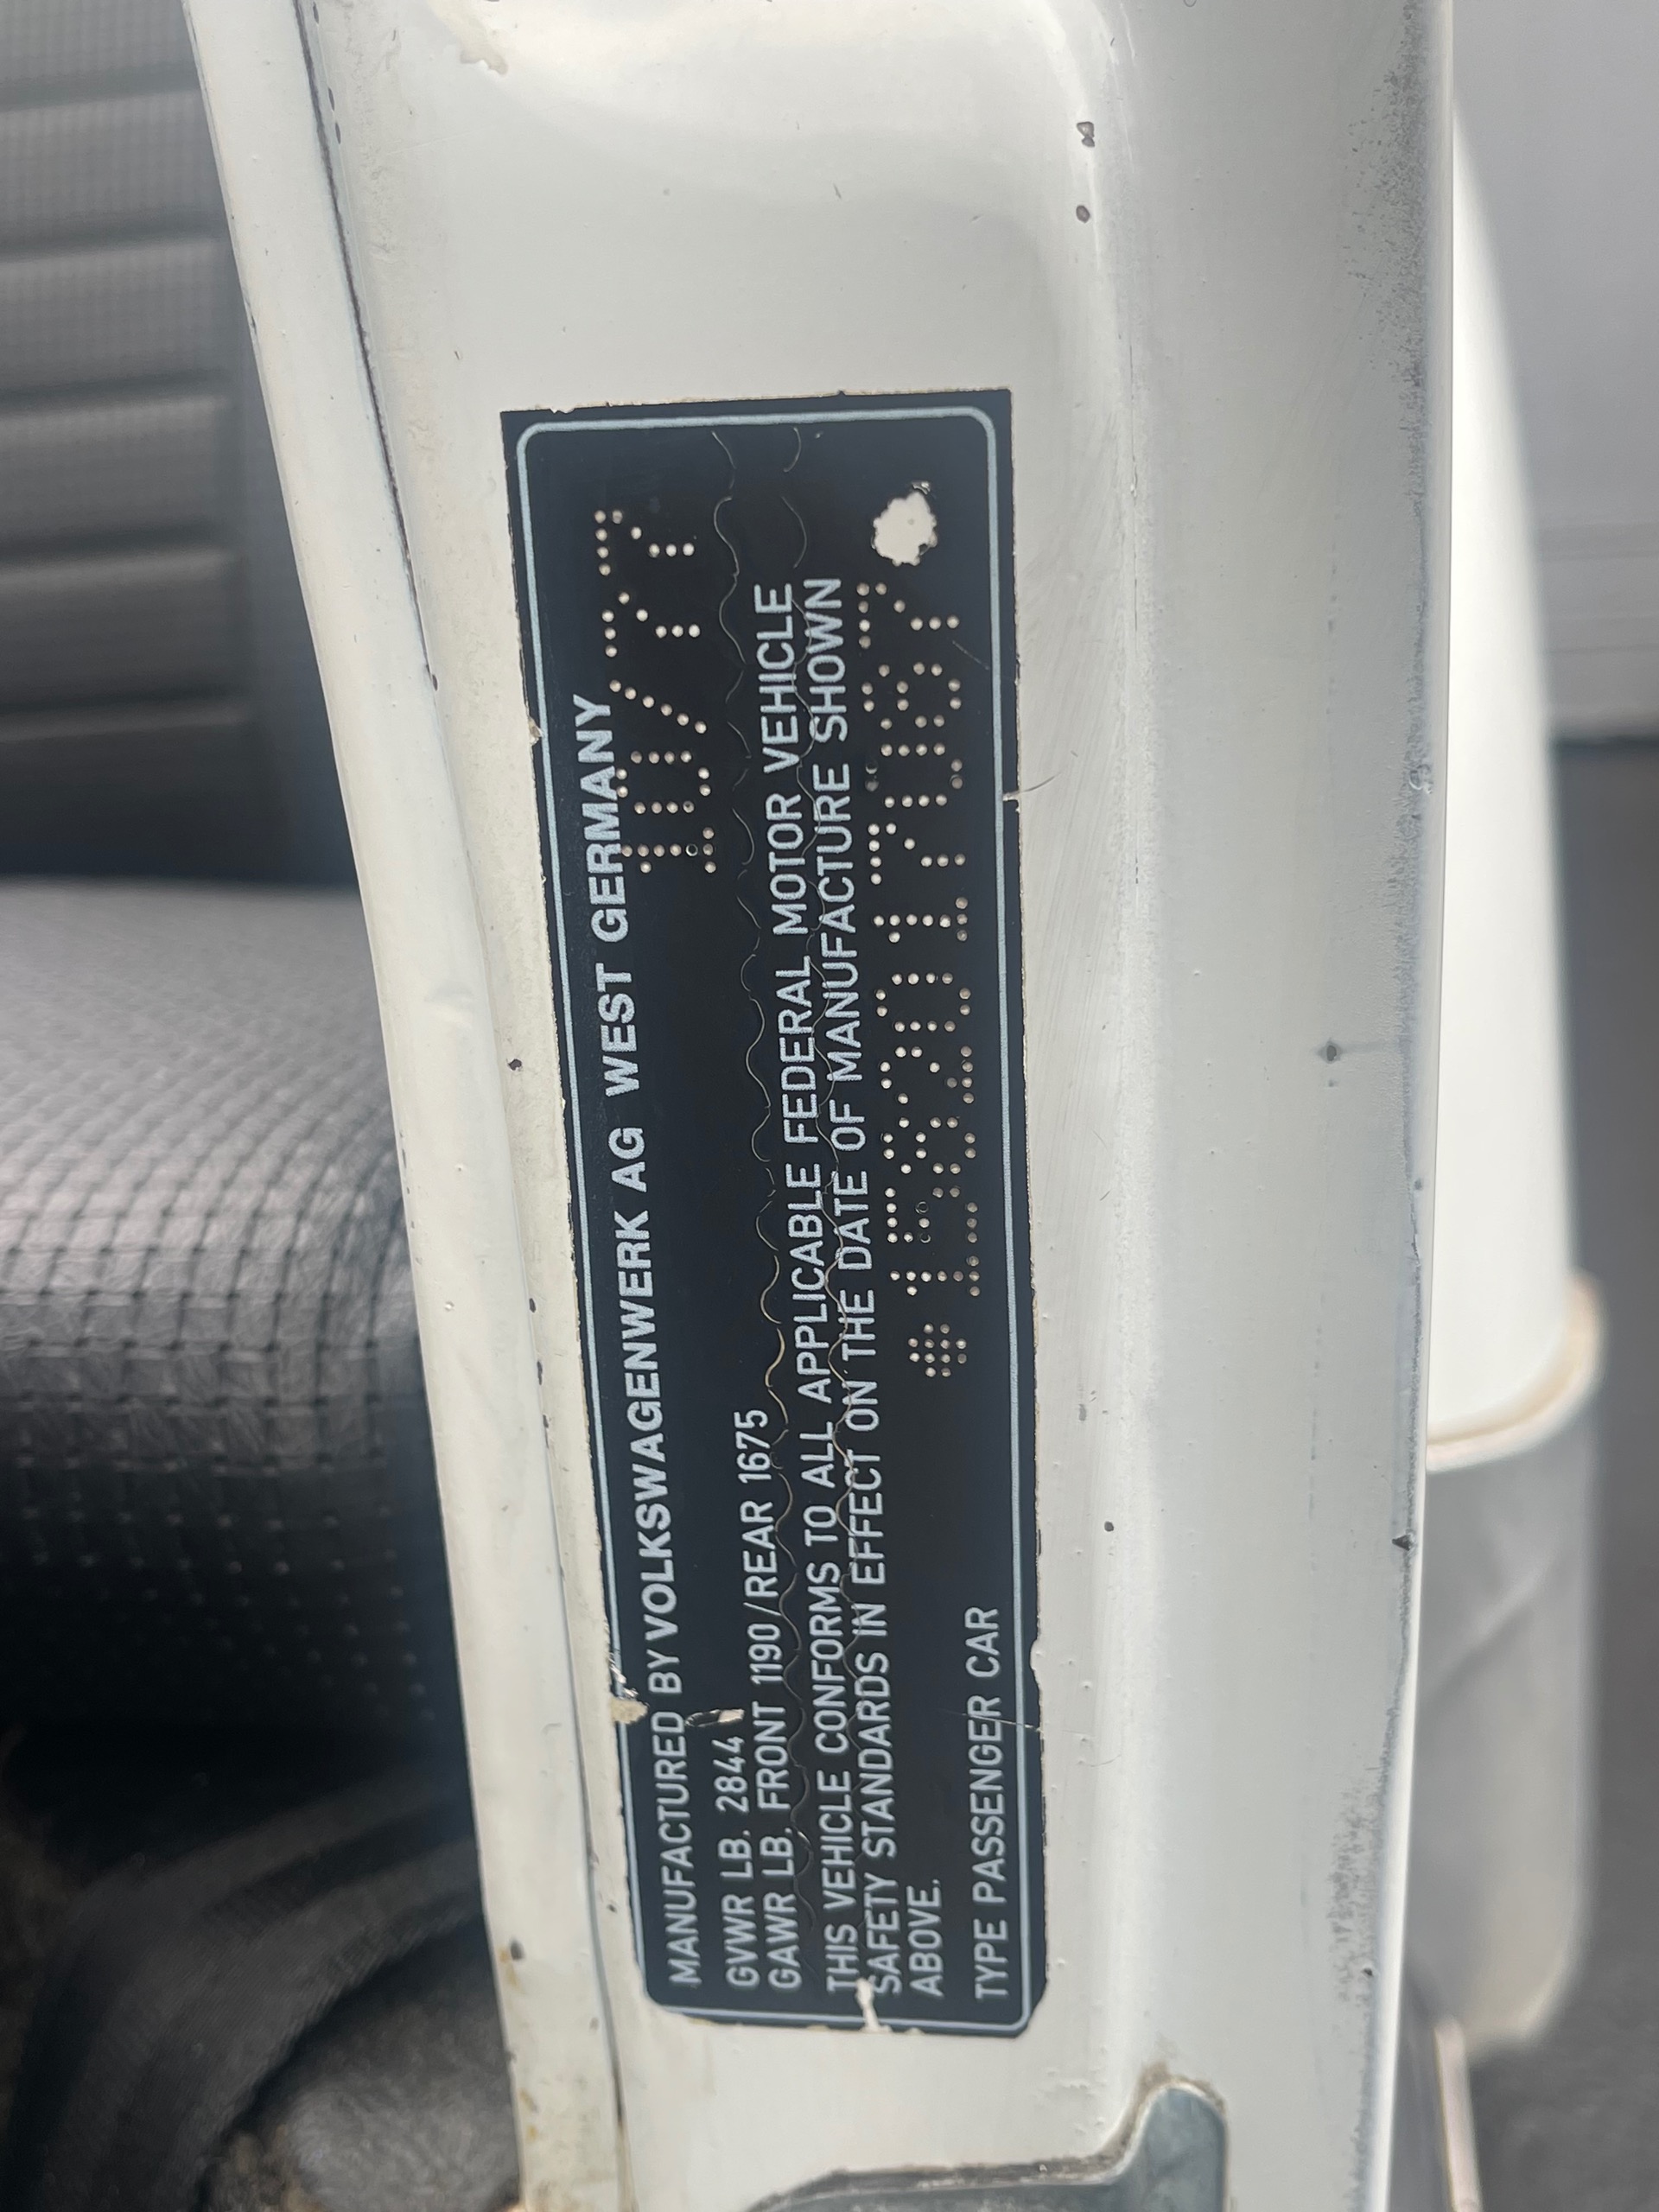 MANUFACTURED BY VOLKSWAGENWERK AG WEST GERMANY
10/77
GVWR LB. 2844
GAWR LB. FRONT 1190/REAR 1675
THIS VEHICLE CONFORMS TO ALL APPLICABLE FEDERAL MOTOR VEHICLE
SAFETY STANDARDS IN EFFECT ON THE DATE OF MANUFACTURE SHOWN
ABOVE.
* 1582017067
TYPE PASSENGER CAR